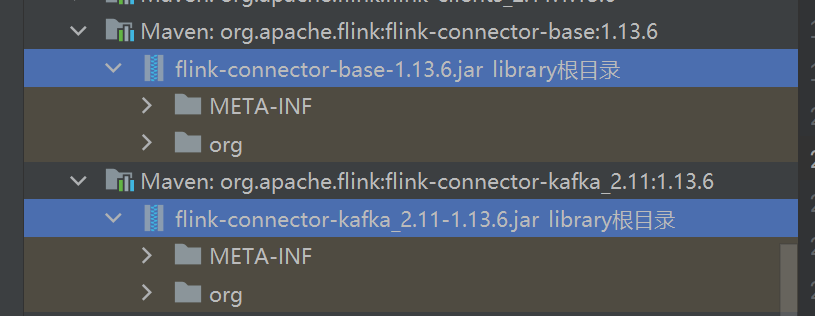 Maven: org.apache.flink:flink-connector-base:1.13.6
flink-connector-base-1.13.6.jar library根目录
META-INF
org
Maven: org.apache.flink:flink-connector-kafka_2.11:1.13.6
flink-connector-kafka_2.11-1.13.6.jar library根目录
META-INF
org